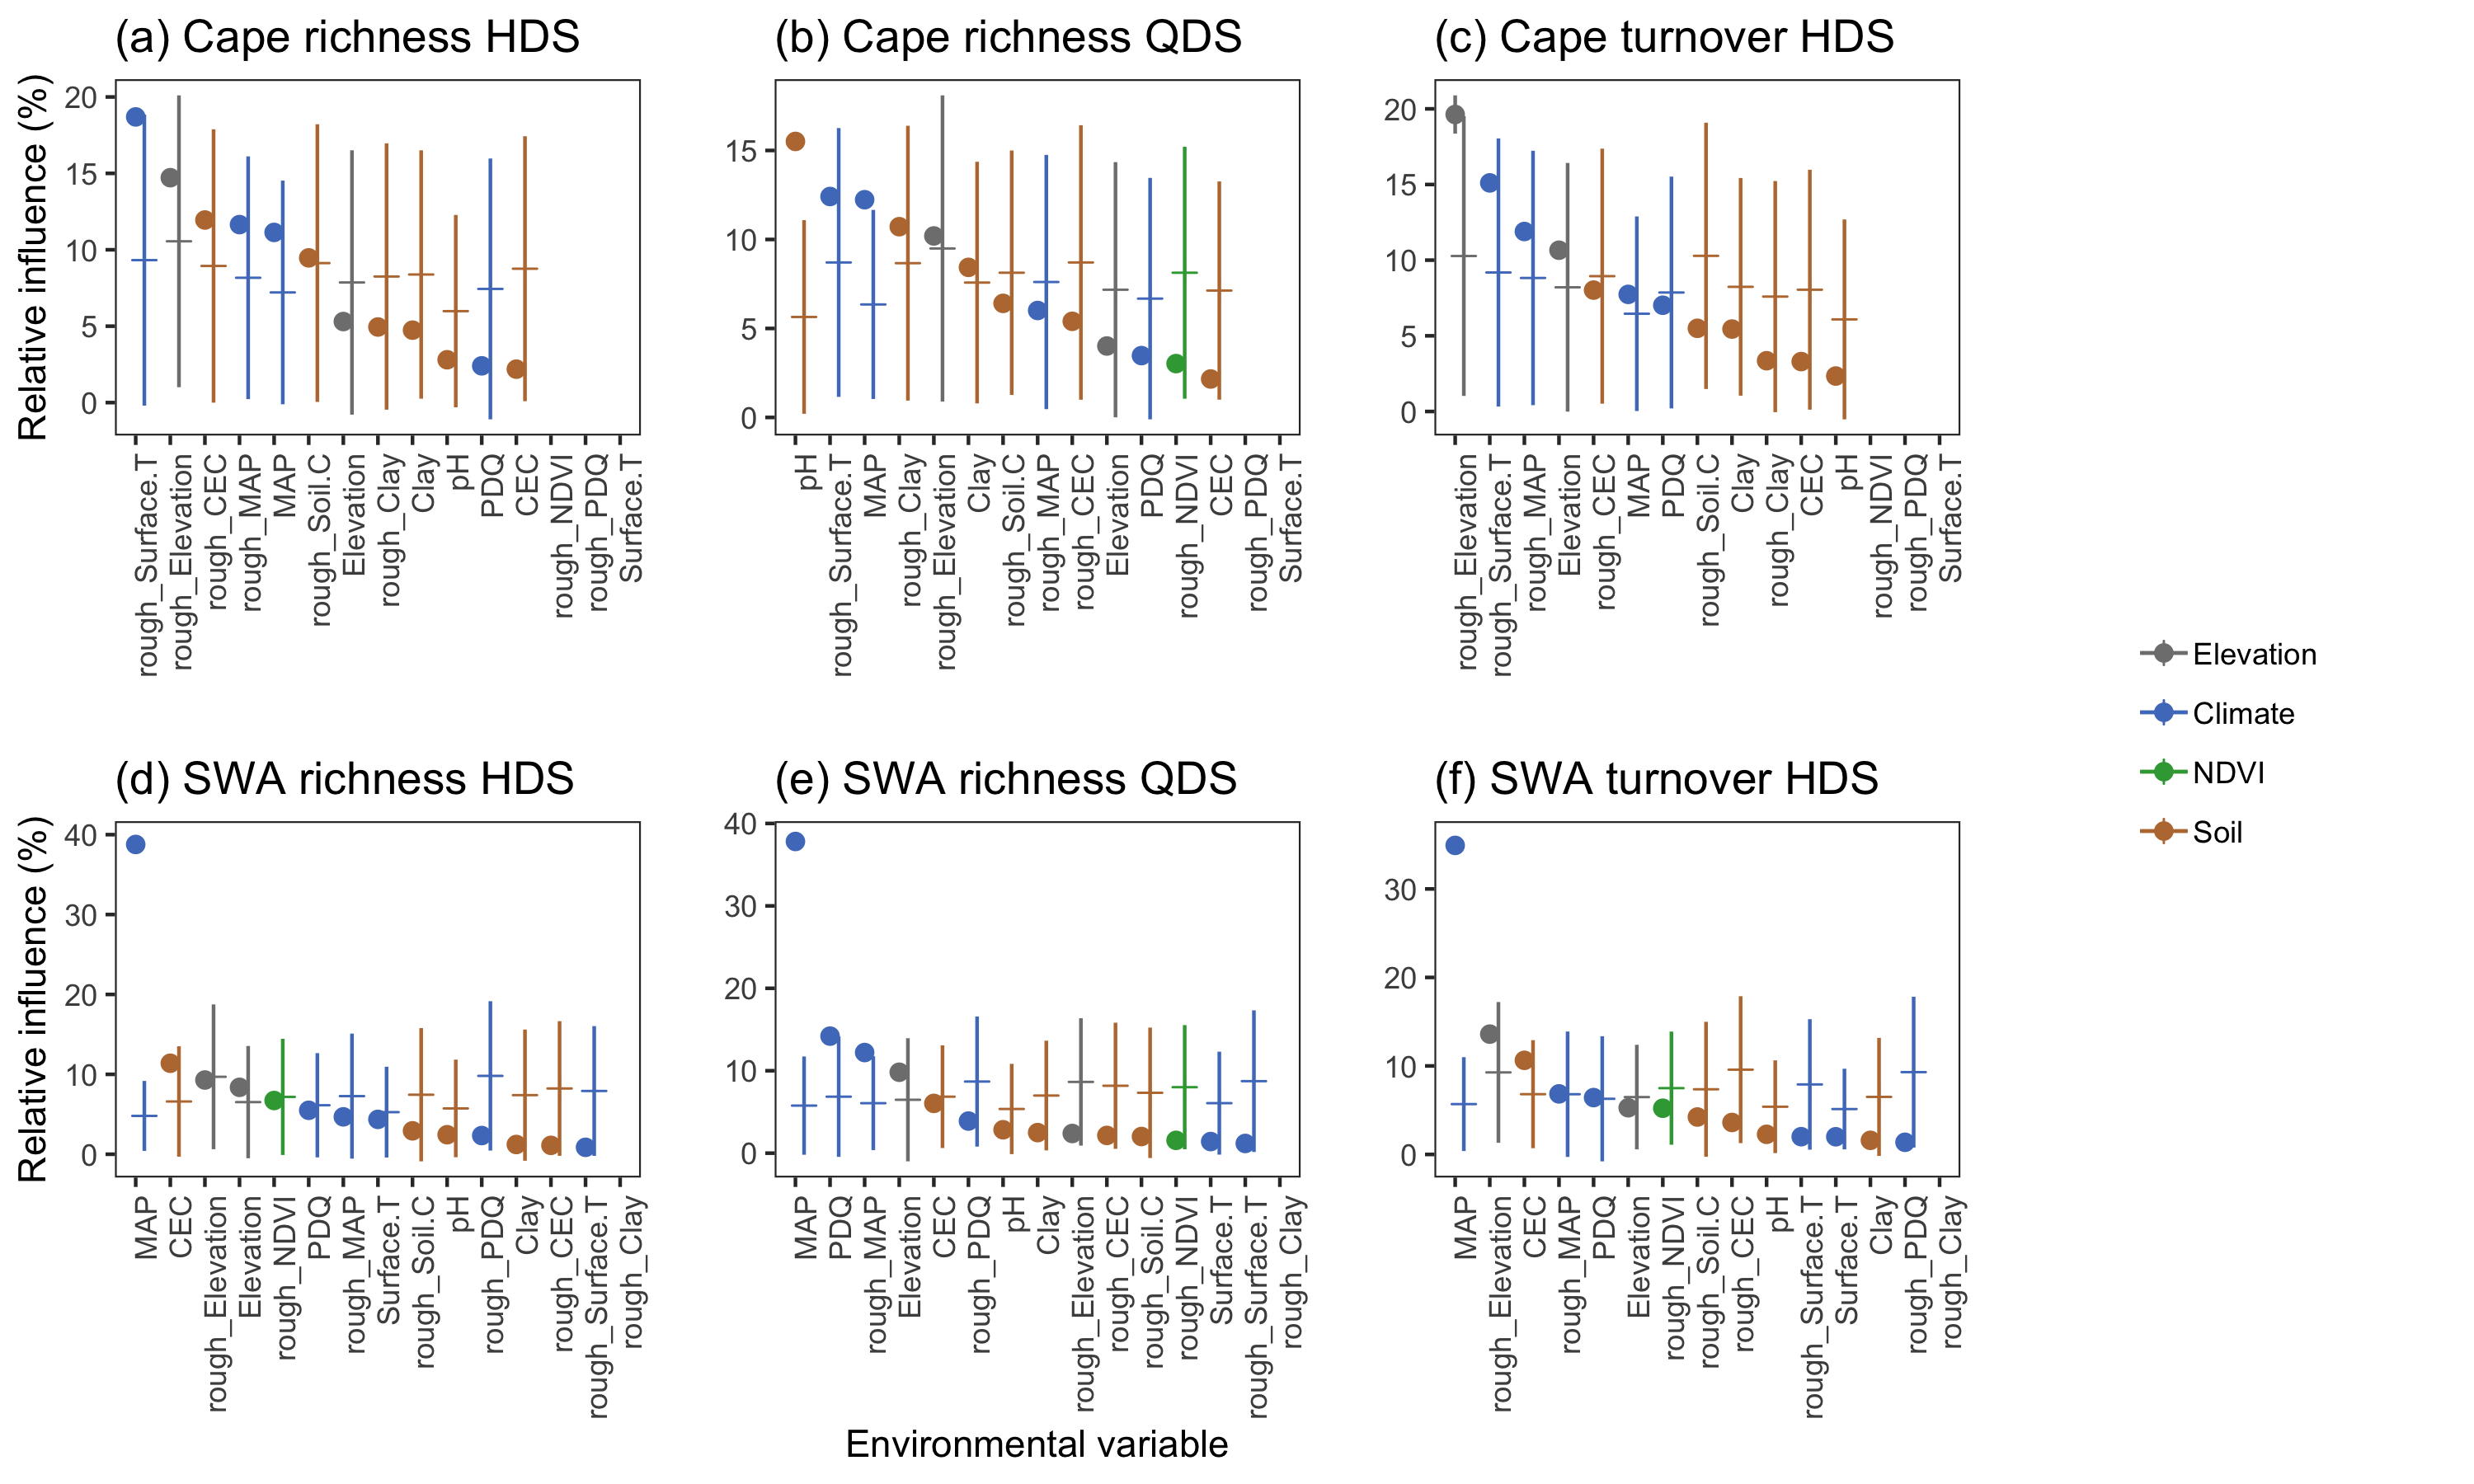 (a) Cape richness HDS
Relative influence (%)
20
15
10
5
0
rough_Surface.T
rough_Elevation
rough_CEC
rough_MAP
MAP
rough_Soil.C
Elevation
rough_Clay
Clay
pH
PDQ
CEC
rough_NDVI
rough_PDQ
Surface.T
(b) Cape richness QDS
15
10
5
0
pH
rough_Surface.T
MAP
rough_Clay
rough_Elevation
Clay
rough_Soil.C
rough_MAP
rough_CEC
Elevation
PDQ
rough_NDVI
CEC
rough_PDQ
Surface.T
(c) Cape turnover HDS
20
15
10
5
0
rough_Elevation
rough_Surface.T
rough_MAP
Elevation
rough_CEC
MAP
PDQ
rough_Soil.C
Clay
rough_Clay
CEC
pH
rough_NDVI
rough_PDQ
Surface.T
Elevation
Climate
NDVI
Soil
(d) SWA richness HDS
Relative influence (%)
40
30
20
10
0
MAP
CEC
rough_Elevation
Elevation
rough_NDVI
PDQ
rough_MAP
Surface.T
rough_Soil.C
pH
rough_PDQ
Clay
rough_CEC
rough_Surface.T
rough_Clay
(e) SWA richness QDS
40
30
20
10
0
MAP
PDQ
rough_MAP
Elevation
CEC
rough_PDQ
pH
Clay
rough_Elevation
rough_CEC
rough_Soil.C
rough_NDVI
Surface.T
rough_Surface.T
rough_Clay
(f) SWA turnover HDS
30
20
10
0
MAP
rough_Elevation
CEC
rough_MAP
PDQ
Elevation
rough_NDVI
rough_Soil.C
rough_CEC
pH
rough_Surface.T
Surface.T
Clay
rough_PDQ
rough_Clay
Environmental variable